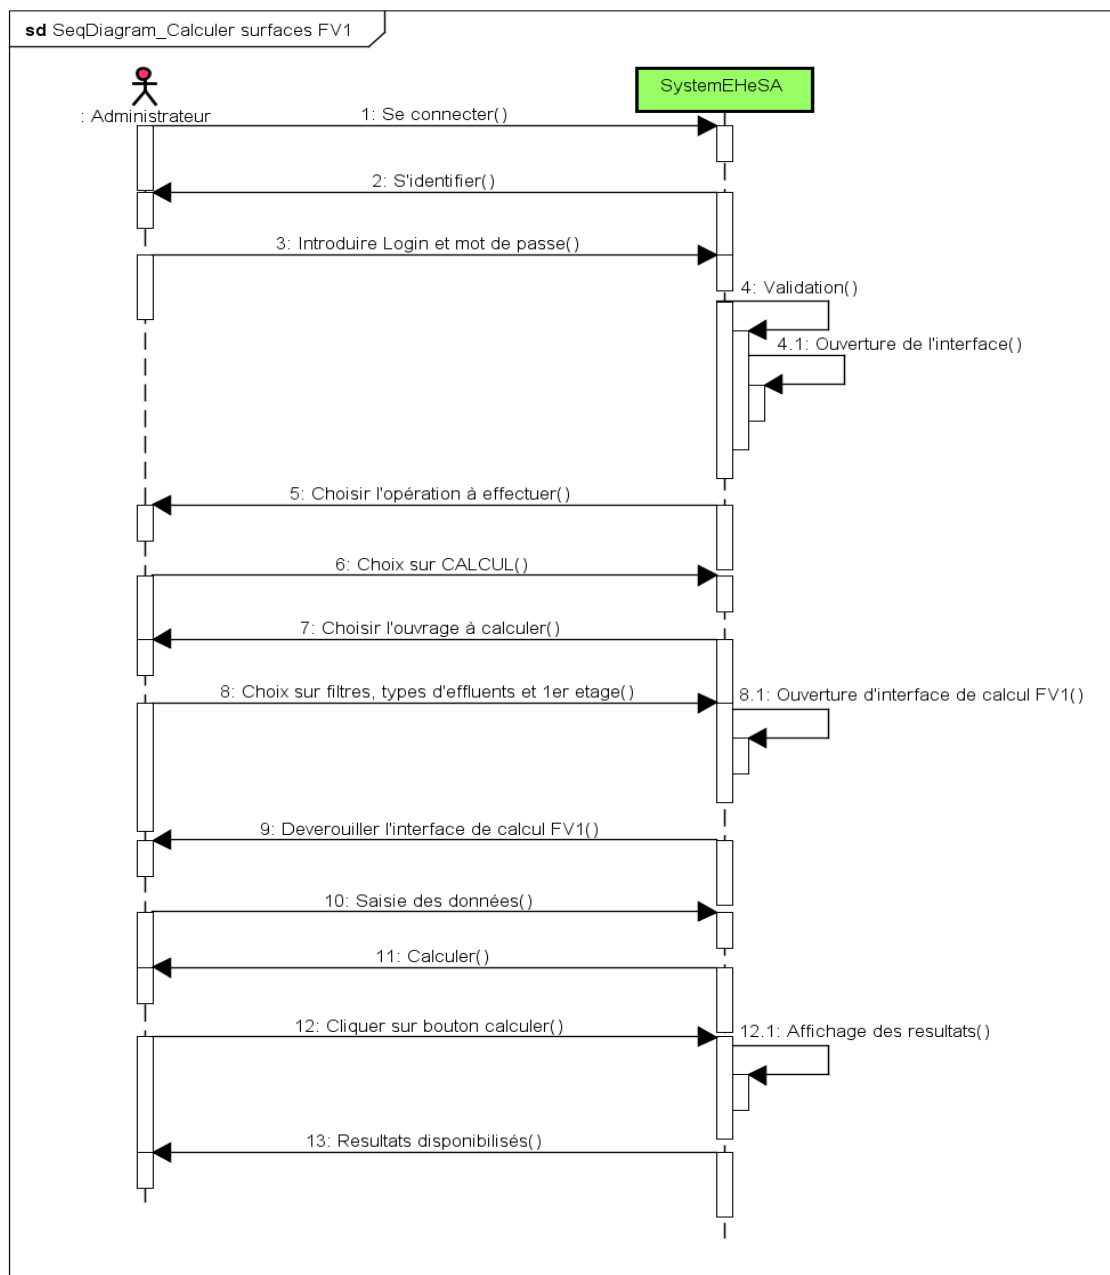 sd SeqDiagram_Calculer surfaces FV1
SystemEHeSA
: Administrateur
1: Se connecter()
2: S'identifier()
3: Introduire Login et mot de passe()
4: Validation()
4.1: Ouverture de l'interface()
5: Choisir l'opération à effectuer()
6: Choix sur CALCUL()
7: Choisir l'ouvrage à calculer()
8: Choix sur filtres, types d'effluents et 1er etage()
8.1: Ouverture d'interface de calcul FV1()
9: Deverouiller l'interface de calcul FV1()
10: Saisie des données()
11: Calculer()
12: Cliquer sur bouton calculer()
12.1: Affichage des resultats()
13: Resultats disponibilisés()